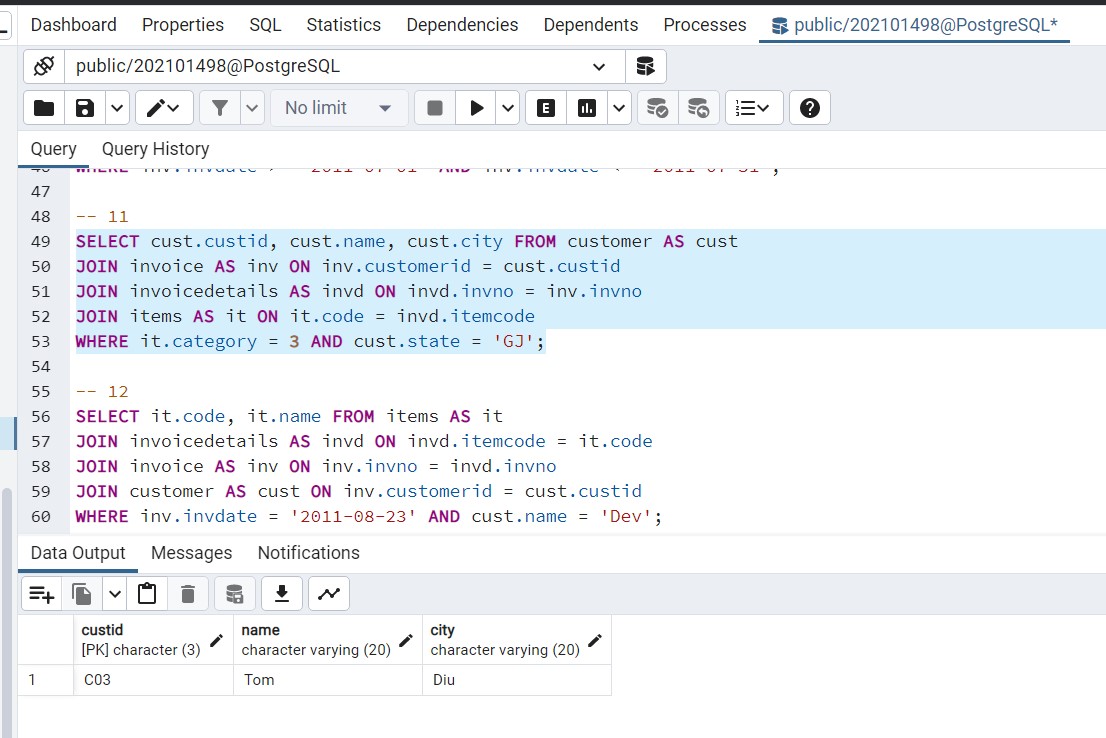 Dashboard Properties SQL Statistics Dependencies Dependents Processes public/202101498@PostgreSQL*
public/202101498@PostgreSQL
No limit
E
Query Query History
47
48 -- 11
49 SELECT cust.custid, cust.name, cust.city FROM customer AS cust
50 JOIN invoice AS inv ON inv.customerid = cust.custid
51 JOIN invoicedetails AS invd ON invd.invno = inv.invno
52 JOIN items AS it ON it.code = invd.itemcode
53 WHERE it.category = 3 AND cust.state = 'GJ';
54
55 -- 12
56 SELECT it.code, it.name FROM items AS it
57 JOIN invoicedetails AS invd ON invd.itemcode = it.code
58 JOIN invoice AS inv ON inv.invno = invd.invno
59 JOIN customer AS cust ON inv.customerid = cust.custid
60 WHERE inv.invdate = '2011-08-23' AND cust.name = 'Dev';
Data Output Messages Notifications
custid name city
[PK] character (3) character varying (20) character varying (20)
1 C03 Tom Diu